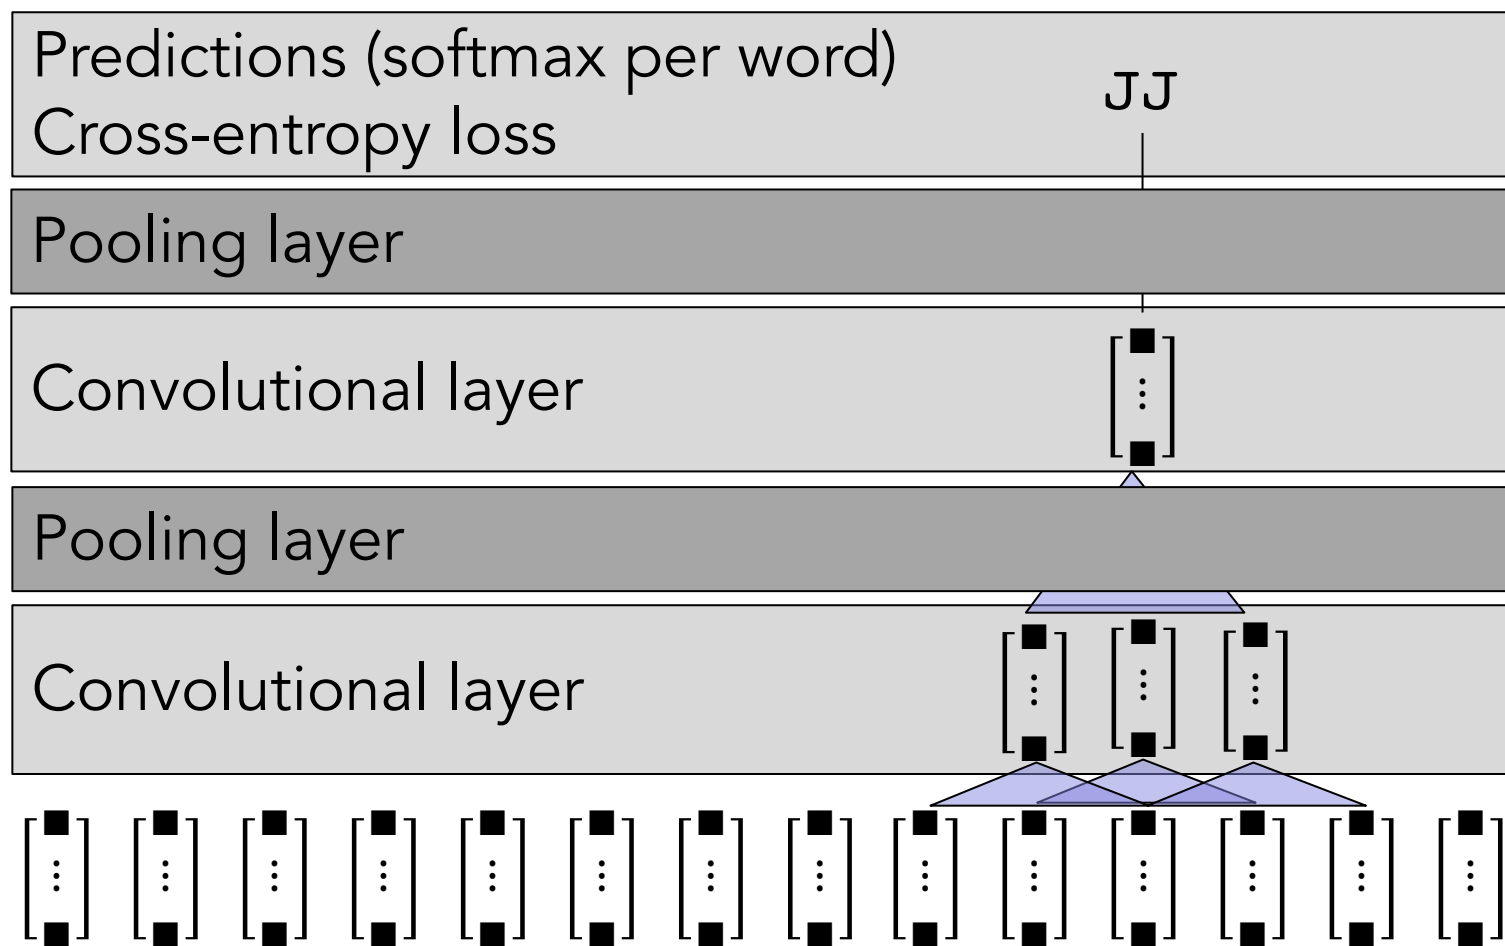 Predictions (softmax per word)
Cross-entropy loss
JJ
Pooling layer
Convolutional layer
Pooling layer
Convolutional layer